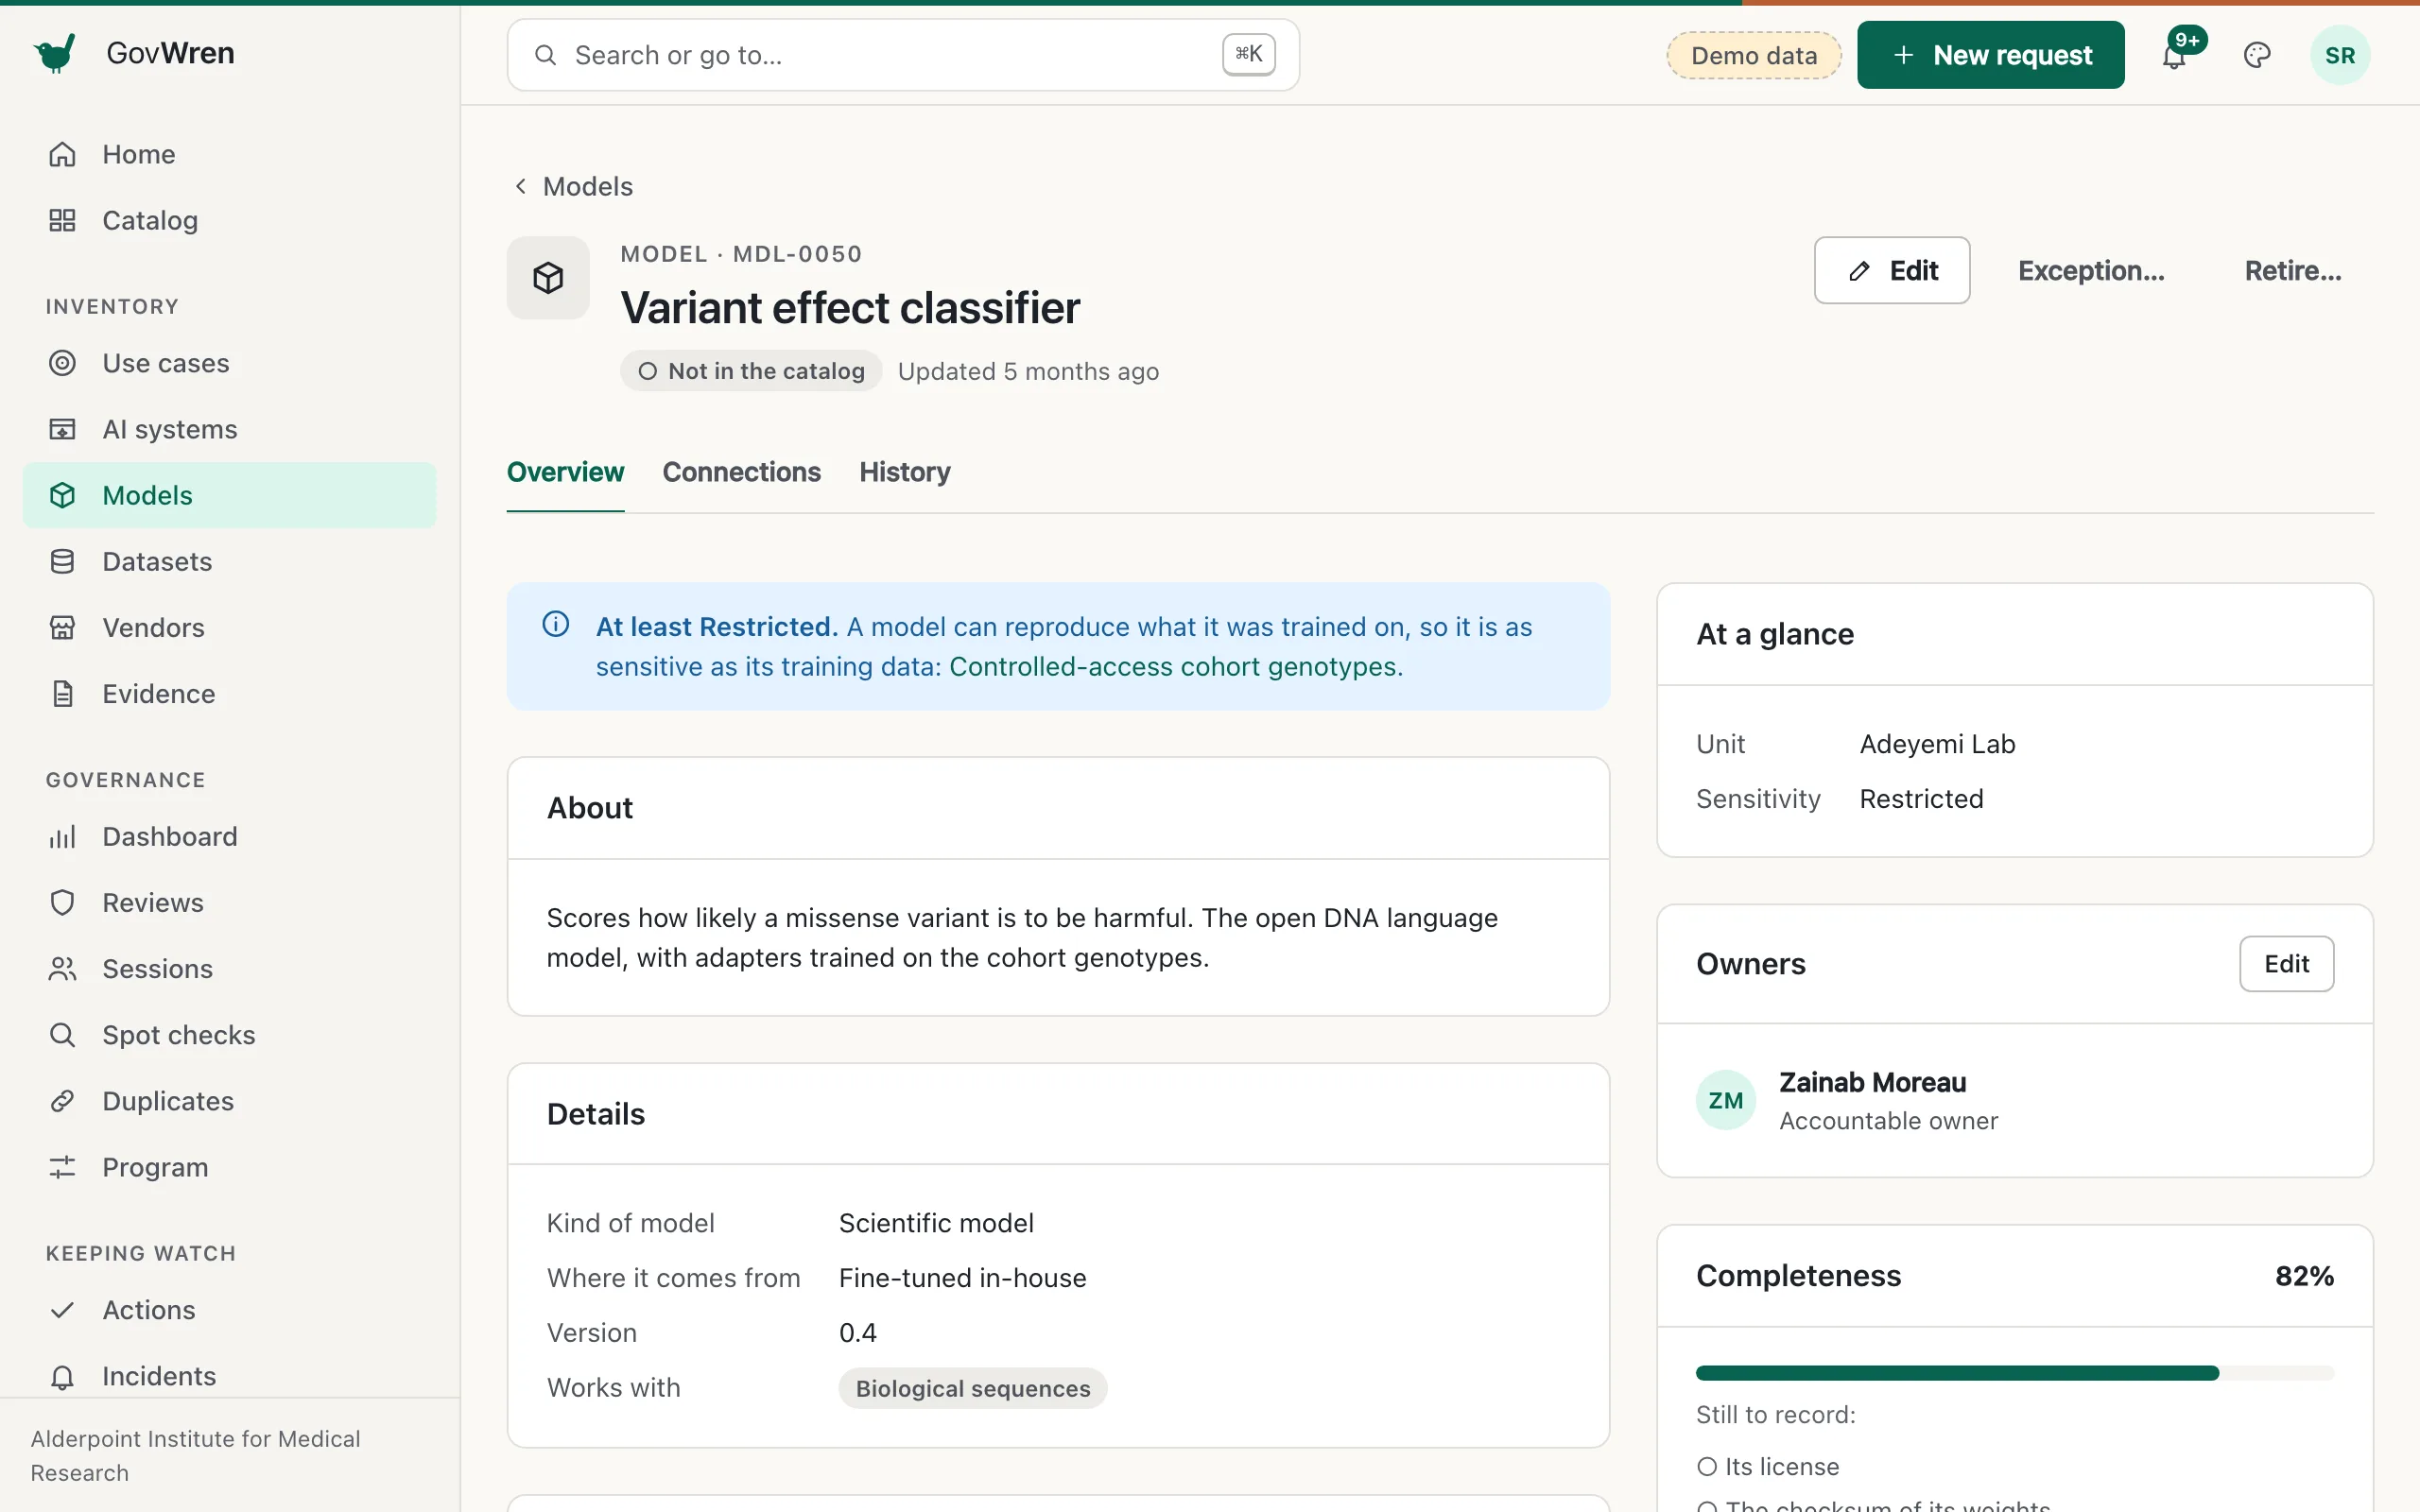 GovWren
Search or go to...
⌘K
Demo data
+ New request
9+
SR
Home
Catalog
INVENTORY
Use cases
AI systems
Models
Datasets
Vendors
Evidence
GOVERNANCE
Dashboard
Reviews
Sessions
Spot checks
Duplicates
Program
KEEPING WATCH
Actions
Incidents
Alderpoint Institute for Medical
Research
Models
MODEL · MDL-0050
Variant effect classifier
Not in the catalog
Updated 5 months ago
Edit
Exception...
Retire...
Overview
Connections
History
At least Restricted. A model can reproduce what it was trained on, so it is as
sensitive as its training data: Controlled-access cohort genotypes.
About
Scores how likely a missense variant is to be harmful. The open DNA language
model, with adapters trained on the cohort genotypes.
Details
Kind of model Scientific model
Where it comes from Fine-tuned in-house
Version 0.4
Works with Biological sequences
At a glance
Unit Adeyemi Lab
Sensitivity Restricted
Owners
Edit
ZM
Zainab Moreau
Accountable owner
Completeness 82%
Still to record:
Its license
The checksum of its weights